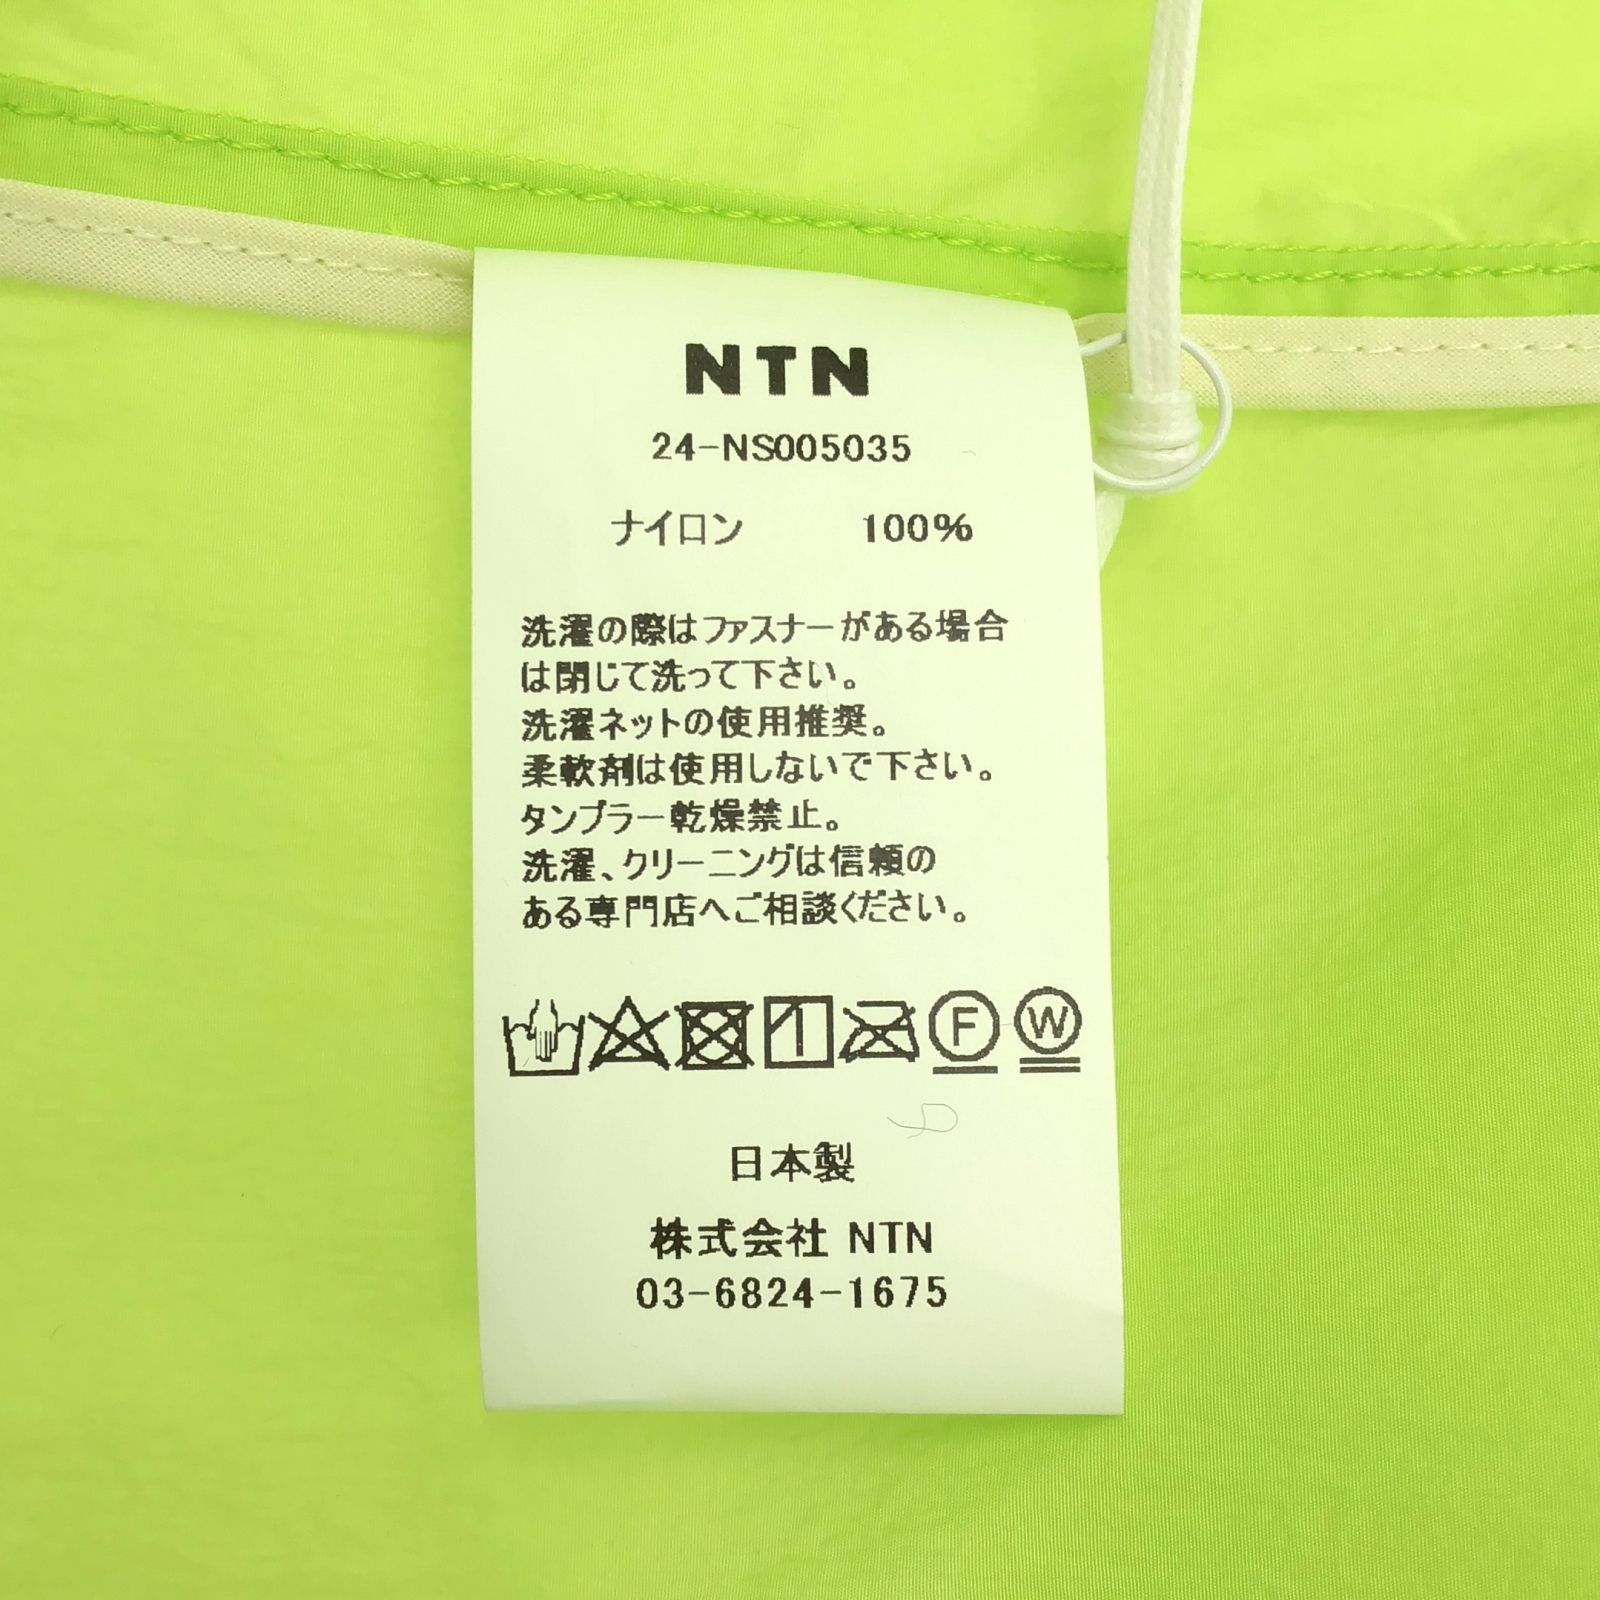 NTN
24-NS005035
ナイロン 100%
洗濯の際はファスナーがある場合
は閉じて洗って下さい。
洗濯ネットの使用推奨。
柔軟剤は使用しないで下さい。
タンブラー乾燥禁止。
洗濯、クリーニングは信頼の
ある専門店へご相談ください。
F W
日本製
株式会社 NTN
03-6824-1675